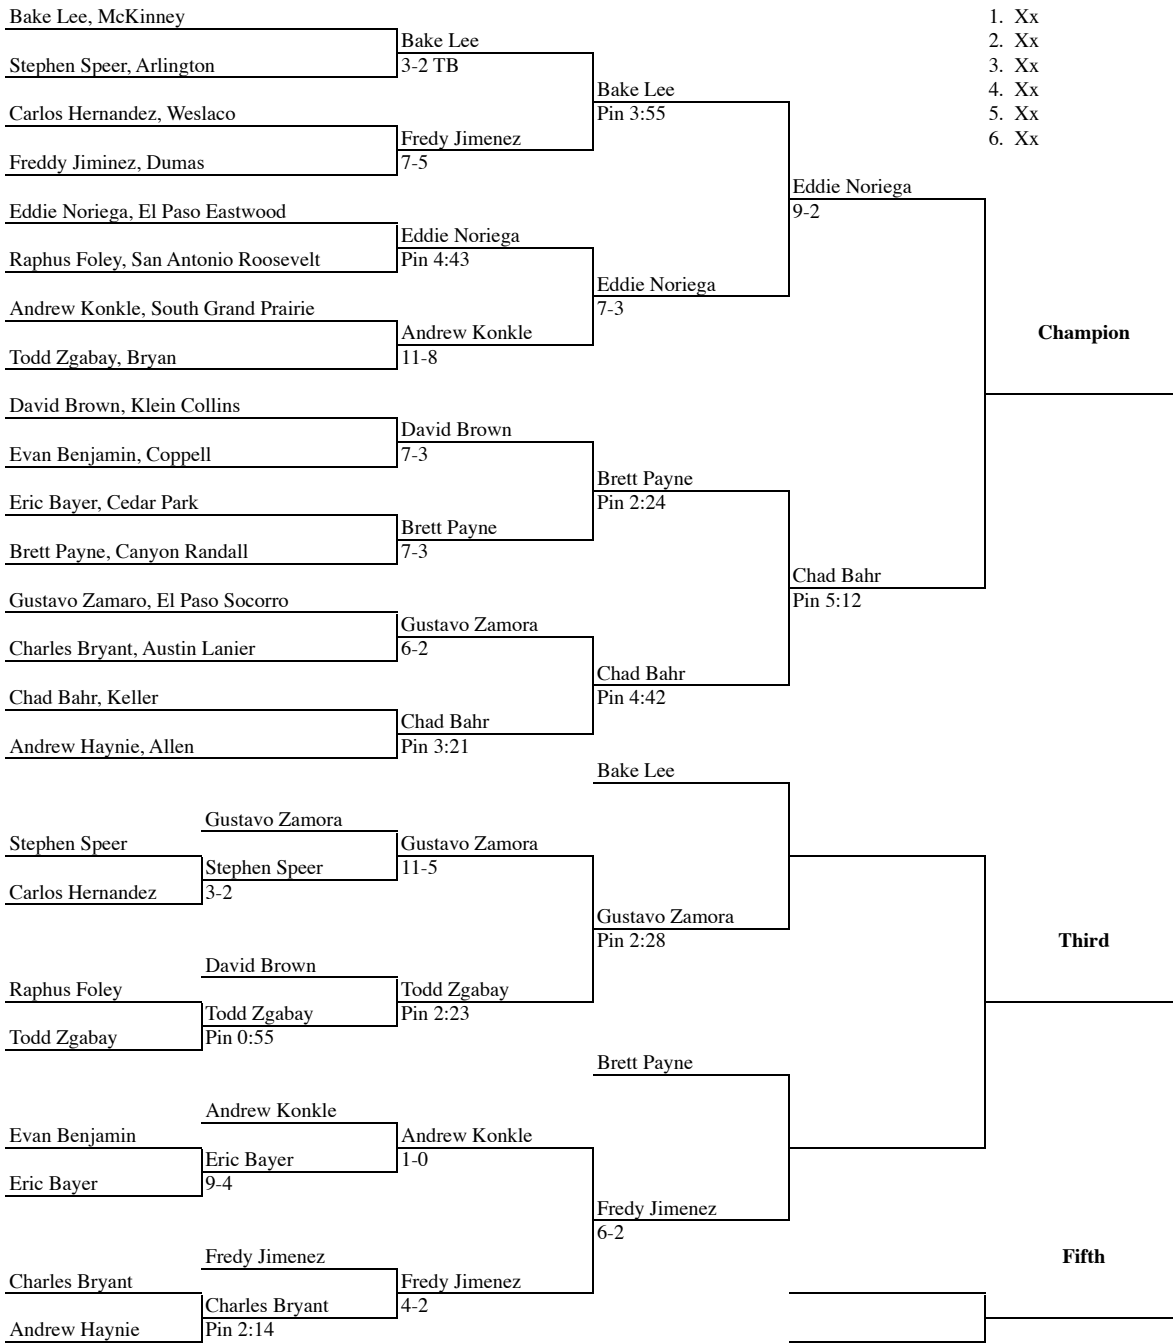 Bake Lee, McKinney
1. Xx
Bake Lee
2. Xx
Stephen Speer, Arlington
3-2 TB
3. Xx
Bake Lee
4. Xx
Carlos Hernandez, Weslaco
Pin 3:55
5. Xx
Fredy Jimenez
6. Xx
Freddy Jiminez, Dumas
7-5
Eddie Noriega
Eddie Noriega, El Paso Eastwood
9-2
Eddie Noriega
Raphus Foley, San Antonio Roosevelt
Pin 4:43
Eddie Noriega
Andrew Konkle, South Grand Prairie
7-3
Andrew Konkle
Champion
Todd Zgabay, Bryan
11-8
David Brown, Klein Collins
David Brown
Evan Benjamin, Coppell
7-3
Brett Payne
Eric Bayer, Cedar Park
Pin 2:24
Brett Payne
Brett Payne, Canyon Randall
7-3
Chad Bahr
Gustavo Zamaro, El Paso Socorro
Pin 5:12
Gustavo Zamora
Charles Bryant, Austin Lanier
6-2
Chad Bahr
Chad Bahr, Keller
Pin 4:42
Chad Bahr
Andrew Haynie, Allen
Pin 3:21
Bake Lee
Gustavo Zamora
Stephen Speer
Gustavo Zamora
Stephen Speer
11-5
Carlos Hernandez
3-2
Gustavo Zamora
Pin 2:28
Third
David Brown
Raphus Foley
Todd Zgabay
Todd Zgabay
Pin 2:23
Todd Zgabay
Pin 0:55
Brett Payne
Andrew Konkle
Evan Benjamin
Andrew Konkle
Eric Bayer
1-0
Eric Bayer
9-4
Fredy Jimenez
6-2
Fredy Jimenez
Fifth
Charles Bryant
Fredy Jimenez
Charles Bryant
4-2
Andrew Haynie
Pin 2:14